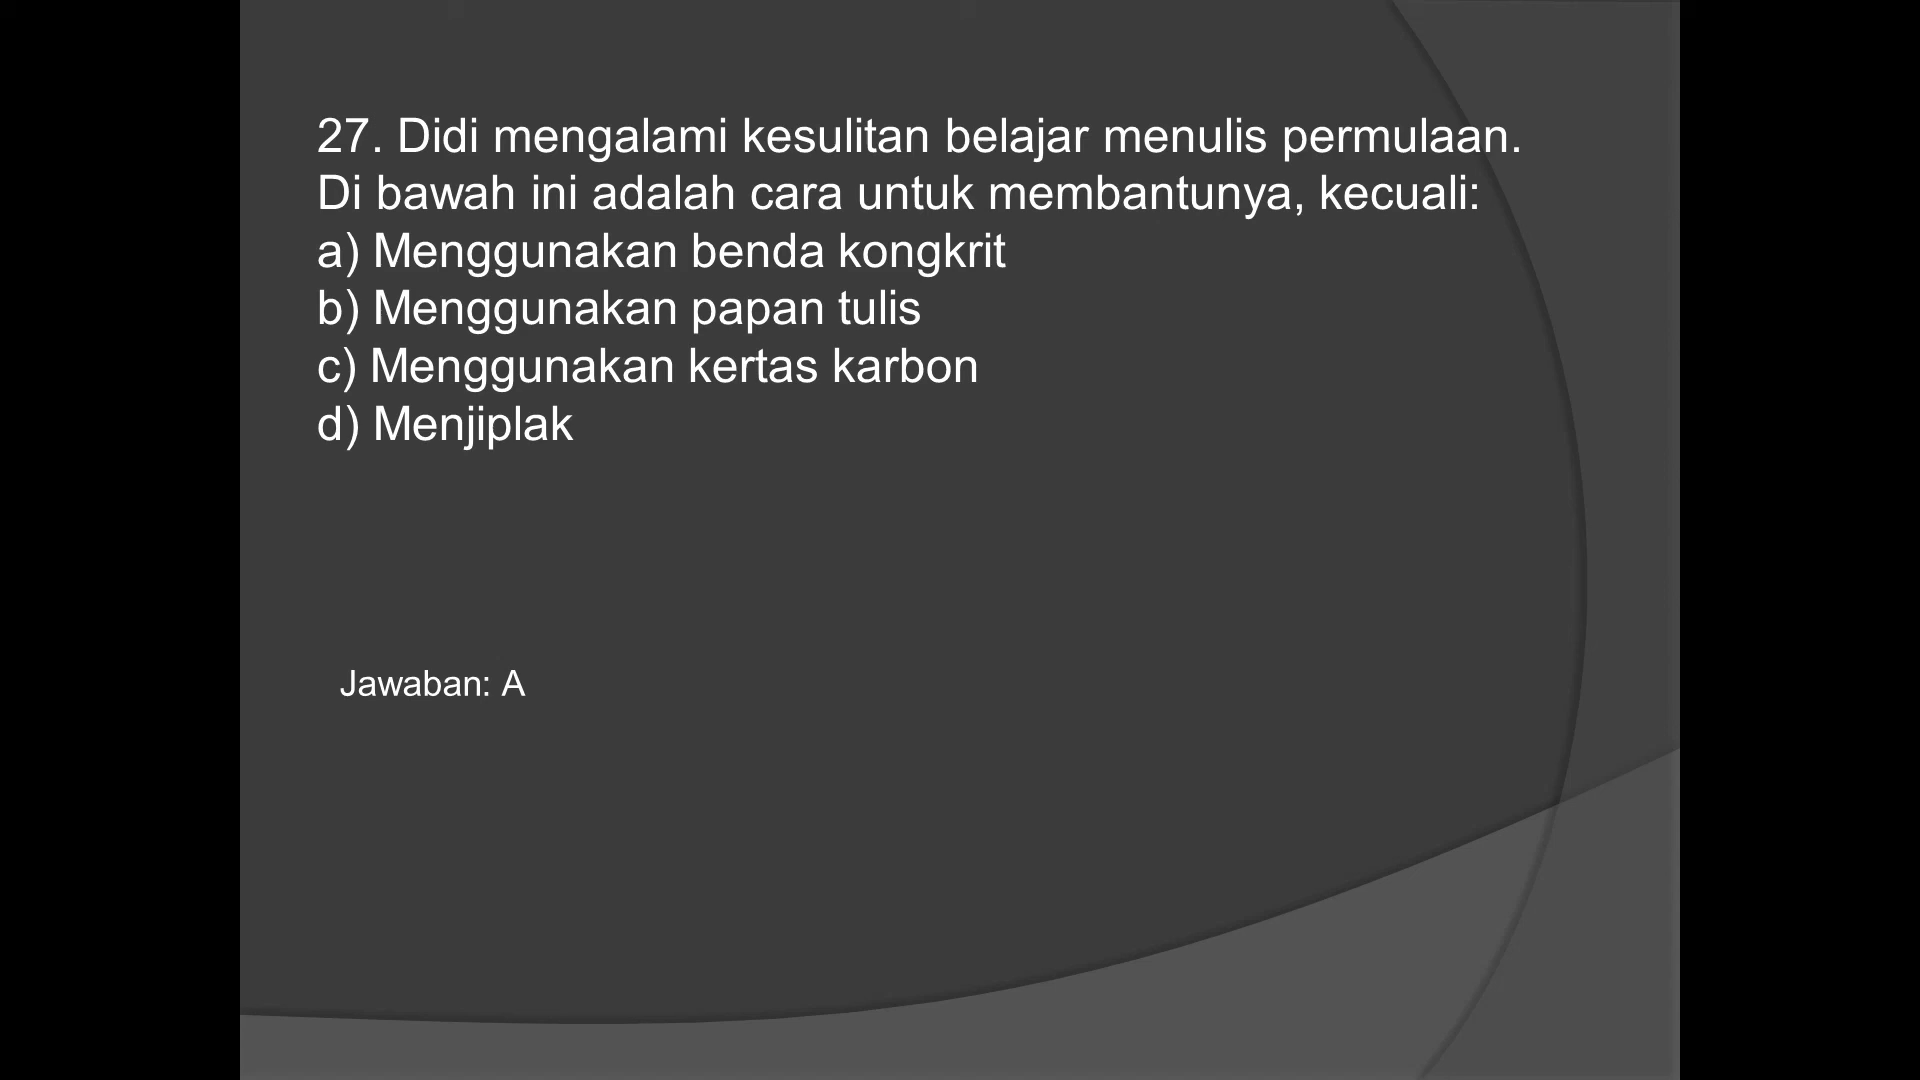 27. Didi mengalami kesulitan belajar menulis permulaan.
Di bawah ini adalah cara untuk membantunya, kecuali:
a) Menggunakan benda kongkrit
b) Menggunakan papan tulis
c) Menggunakan kertas karbon
d) Menjiplak
Jawaban: A